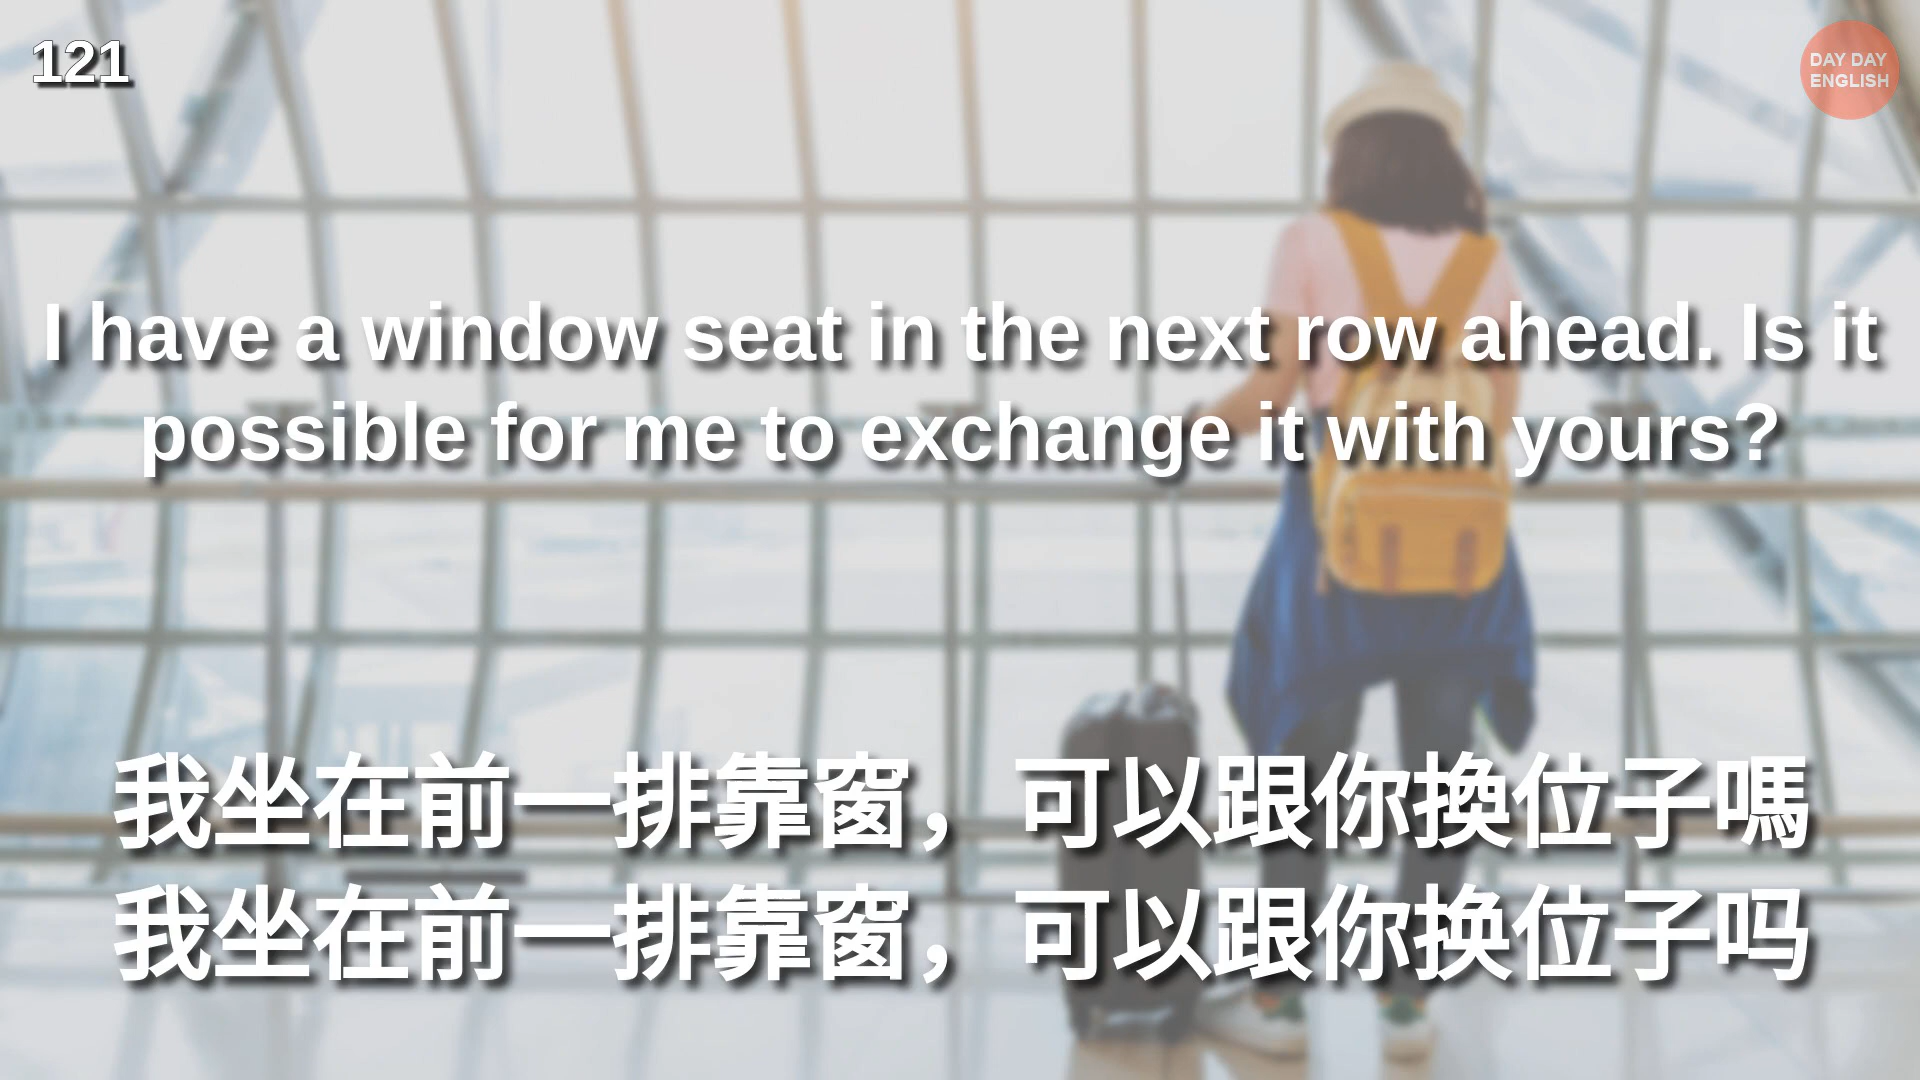 121
DAY DAY
ENGLISH
I have a window seat in the next row ahead. Is it
possible for me to exchange it with yours?
我坐在前一排靠窗，可以跟你換位子嗎
我坐在前一排靠窗，可以跟你换位子吗